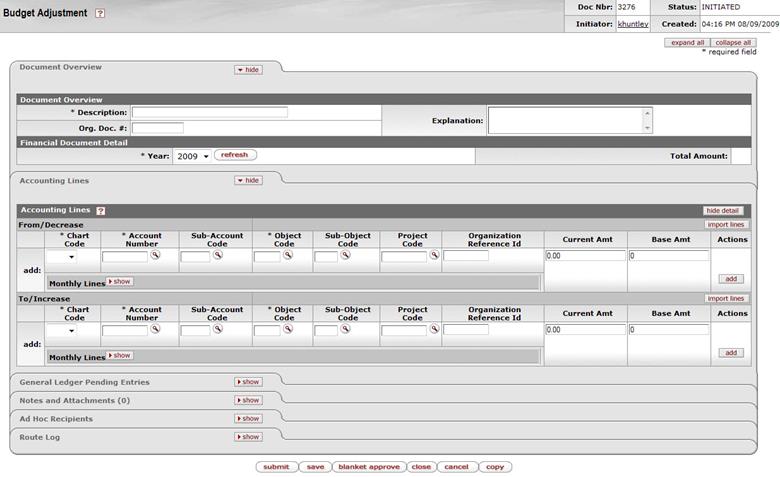 Budget Adjustment ?
Doc Nbr: 3276 Status: INITIATED
Initiator: khuntley Created: 04:16 PM 08/09/2009
expand all collapse all
* required field
Document Overview hide
Document Overview
* Description:
Explanation:
Org. Doc. #:
Financial Document Detail
* Year: 2009 refresh Total Amount:
Accounting Lines hide
Accounting Lines ? hide detail
From/Decrease import lines
* Chart Code * Account Number Sub-Account Code * Object Code Sub-Object Code Project Code Organization Reference Id Current Amt Base Amt Actions
add: 0.00 0 add
Monthly Lines show
To/Increase import lines
* Chart Code * Account Number Sub-Account Code * Object Code Sub-Object Code Project Code Organization Reference Id Current Amt Base Amt Actions
add: 0.00 0 add
Monthly Lines show
General Ledger Pending Entries show
Notes and Attachments (0) show
Ad Hoc Recipients show
Route Log show
submit save blanket approve close cancel copy